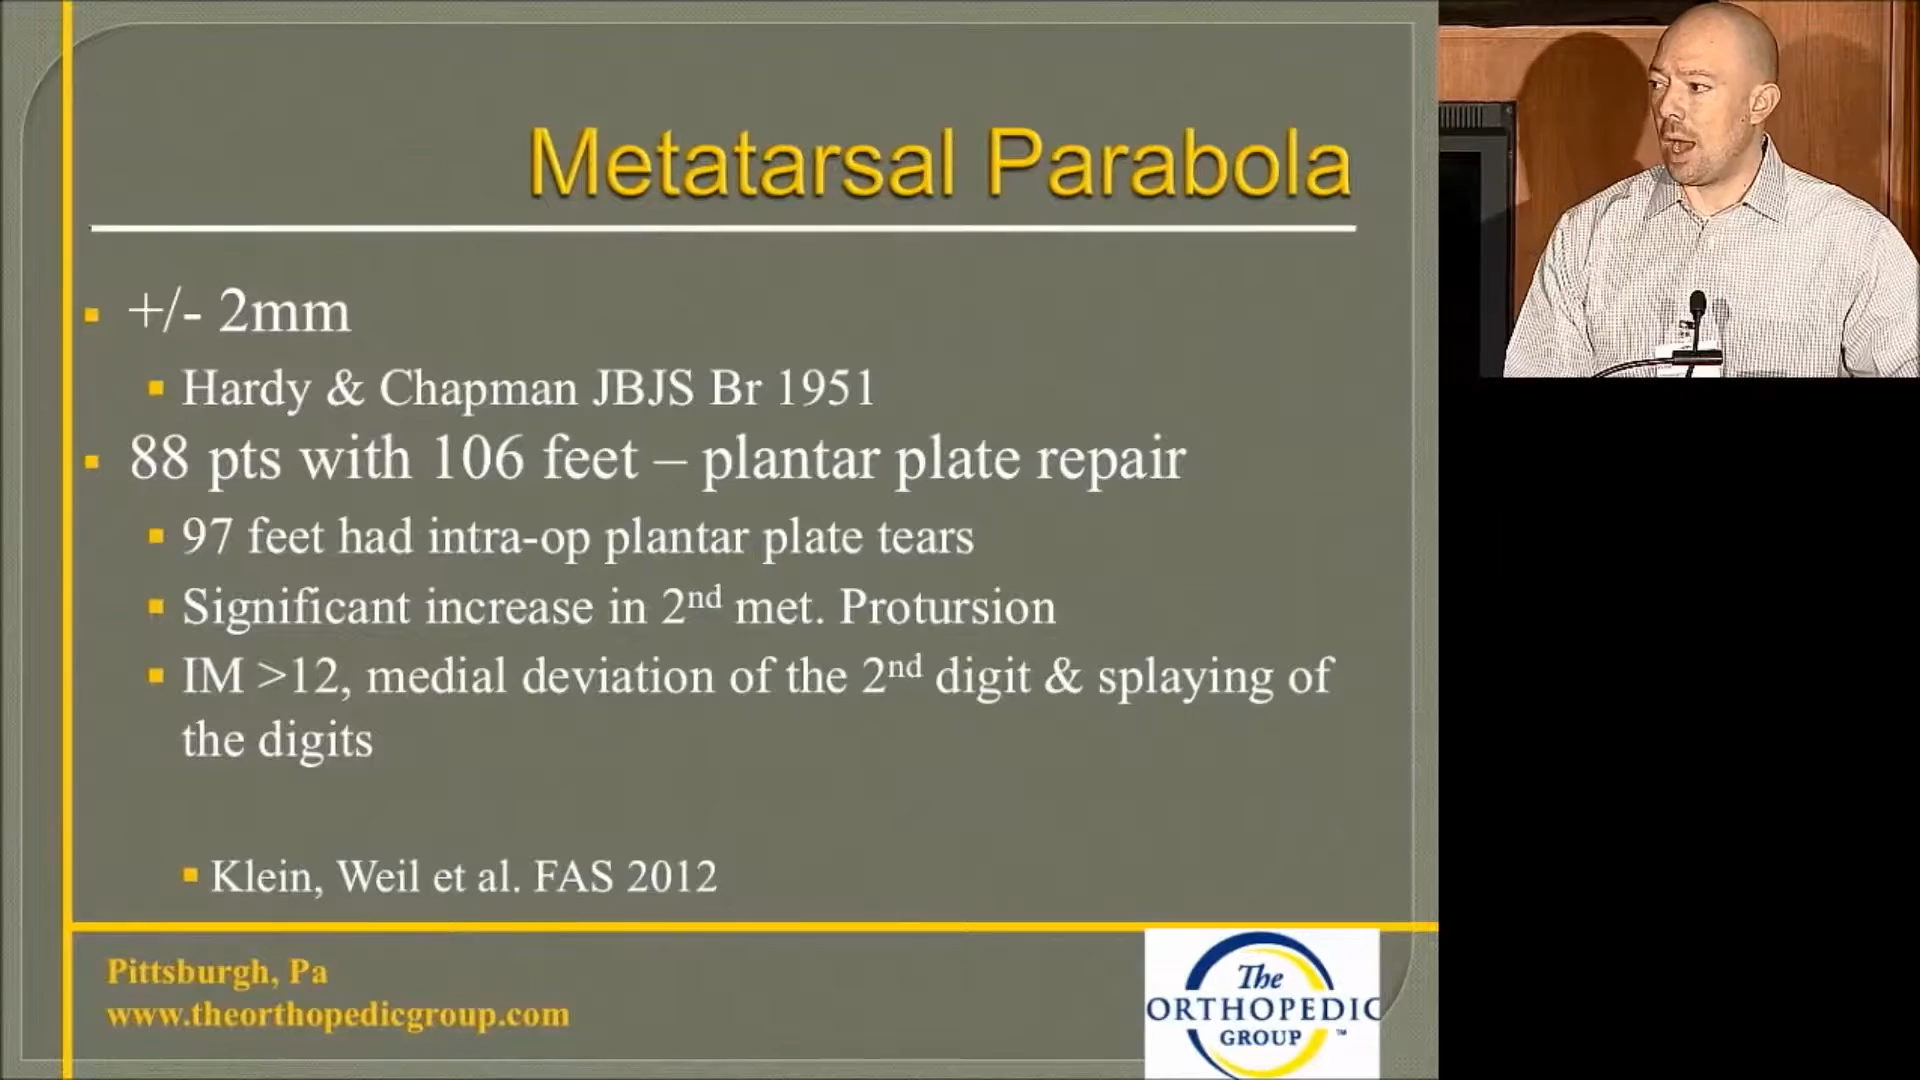 Metatarsal Parabola
+/- 2mm
Hardy & Chapman JBJS Br 1951
88 pts with 106 feet – plantar plate repair
97 feet had intra-op plantar plate tears
Significant increase in 2nd met. Protursion
IM >12, medial deviation of the 2nd digit & splaying of
the digits
Klein, Weil et al. FAS 2012
Pittsburgh, Pa
www.theorthopedicgroup.com
The
ORTHOPEDIC
GROUP ™